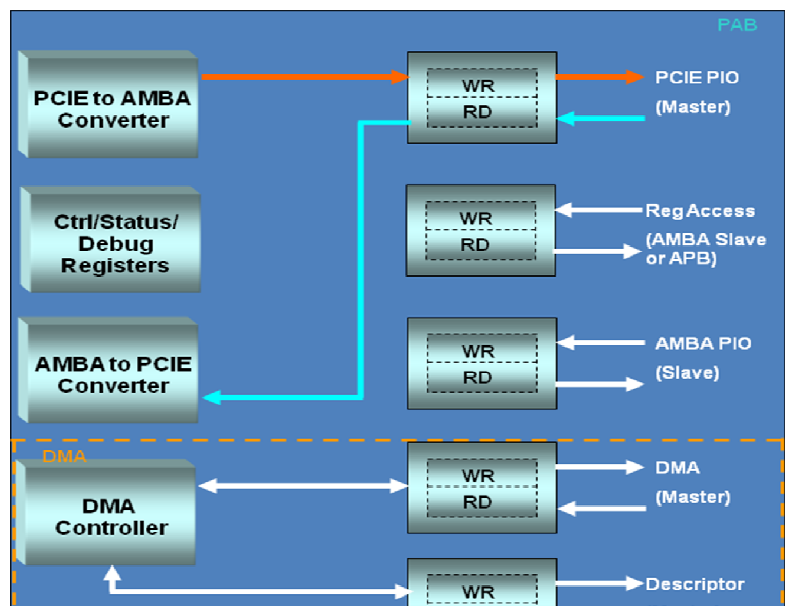 PAB
PCIE to AMBA
Converter
WR
RD
PCIE PIO
(Master)
Ctrl/Status/
Debug
Registers
WR
RD
Reg Access
(AMBA Slave
or APB)
AMBA to PCIE
Converter
WR
RD
AMBA PIO
(Slave)
DMA
DMA
Controller
WR
RD
DMA
(Master)
WR
Descriptor